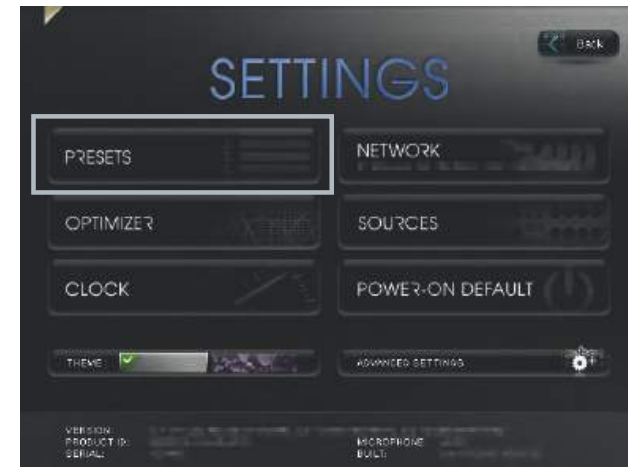 Back
SETTINGS
PRESETS
NETWORK
OPTIMIZER
SOURCES
CLOCK
POWER-ON DEFAULT
THEME
ADVANCED SETTINGS
VERSION:
PRODUCT ID:
SERIAL:
MICROPHONE
BUILT: